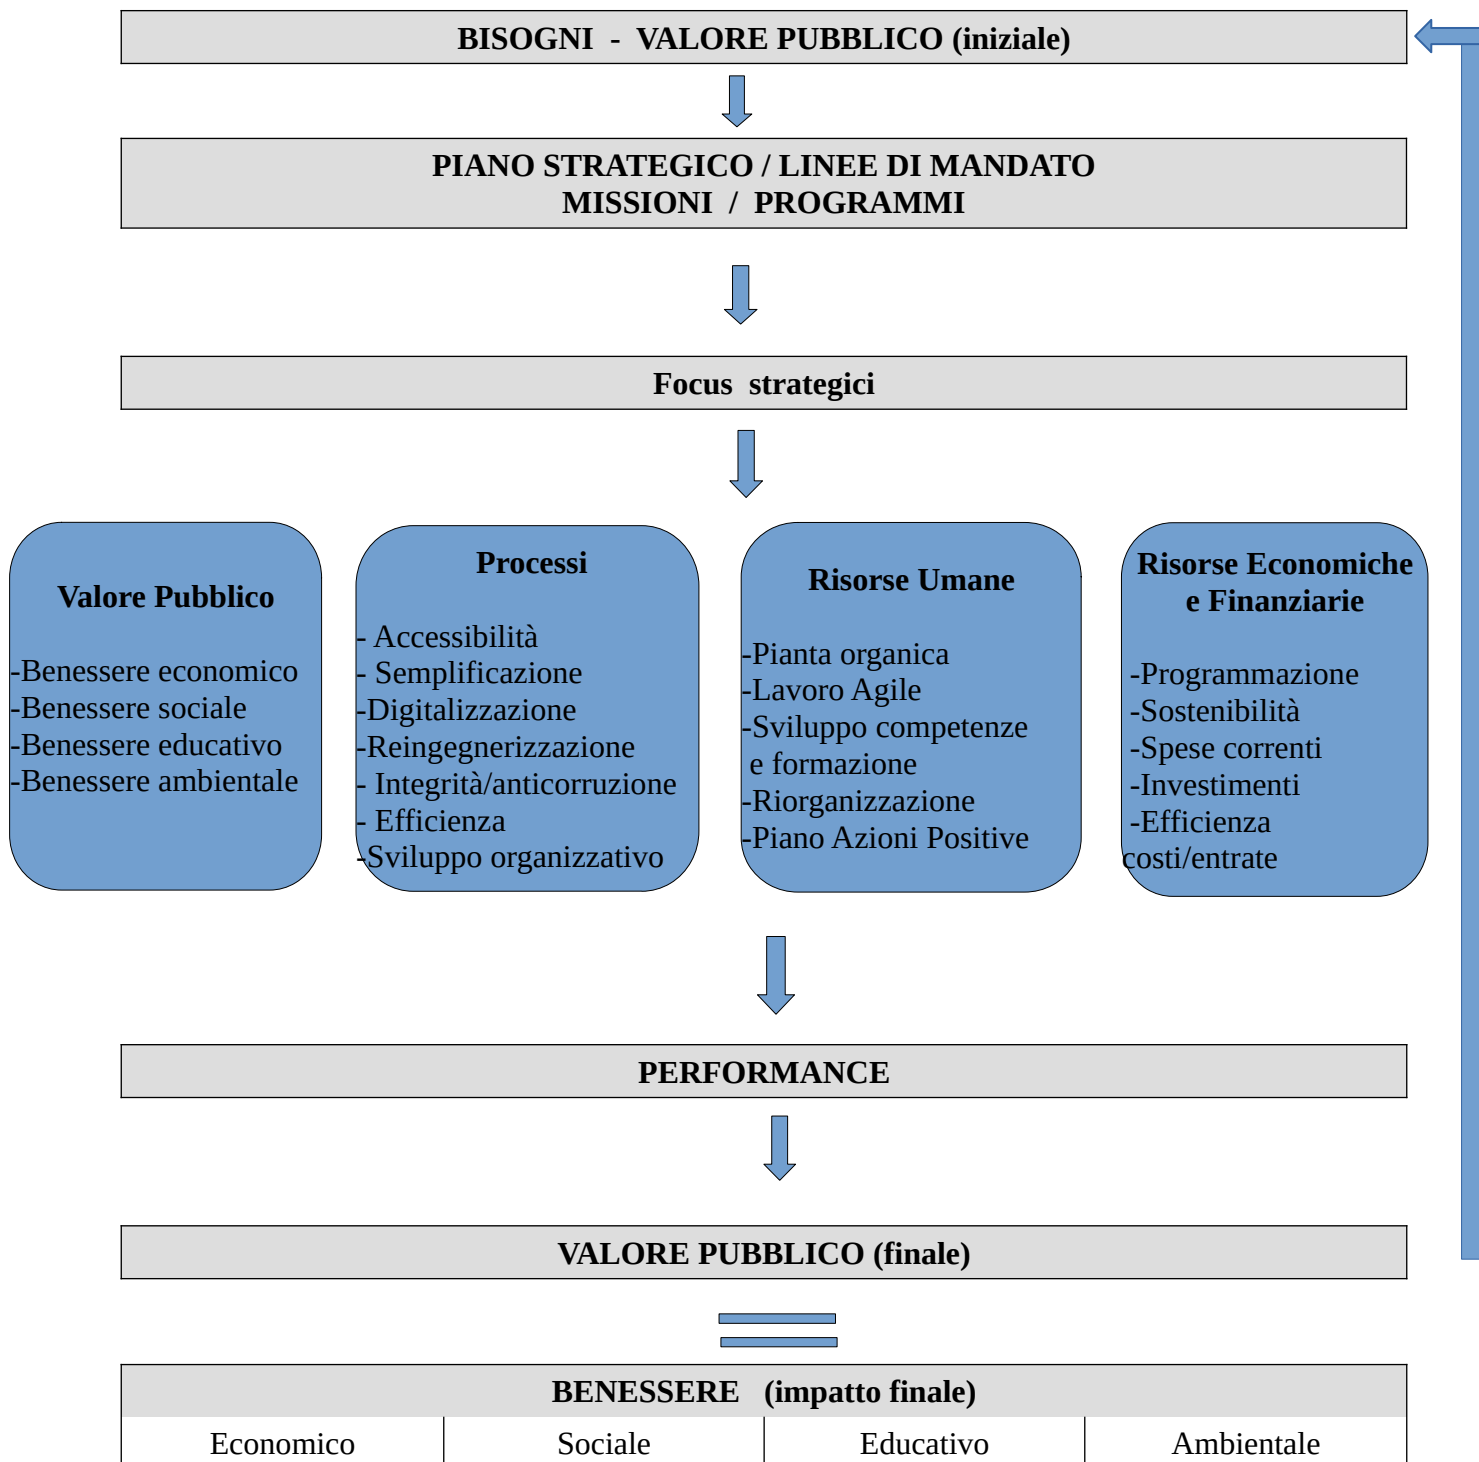 BISOGNI - VALORE PUBBLICO (iniziale)
PIANO STRATEGICO / LINEE DI MANDATO
MISSIONI / PROGRAMMI
Focus strategici
Valore Pubblico
-Benessere economico
-Benessere sociale
-Benessere educativo
-Benessere ambientale
Processi
- Accessibilità
- Semplificazione
-Digitalizzazione
-Reingegnerizzazione
- Integrità/anticorruzione
- Efficienza
-Sviluppo organizzativo
Risorse Umane
-Pianta organica
-Lavoro Agile
-Sviluppo competenze
e formazione
-Riorganizzazione
-Piano Azioni Positive
Risorse Economiche
e Finanziarie
-Programmazione
-Sostenibilità
-Spese correnti
-Investimenti
-Efficienza
costi/entrate
PERFORMANCE
VALORE PUBBLICO (finale)
BENESSERE (impatto finale)
Economico
Sociale
Educativo
Ambientale